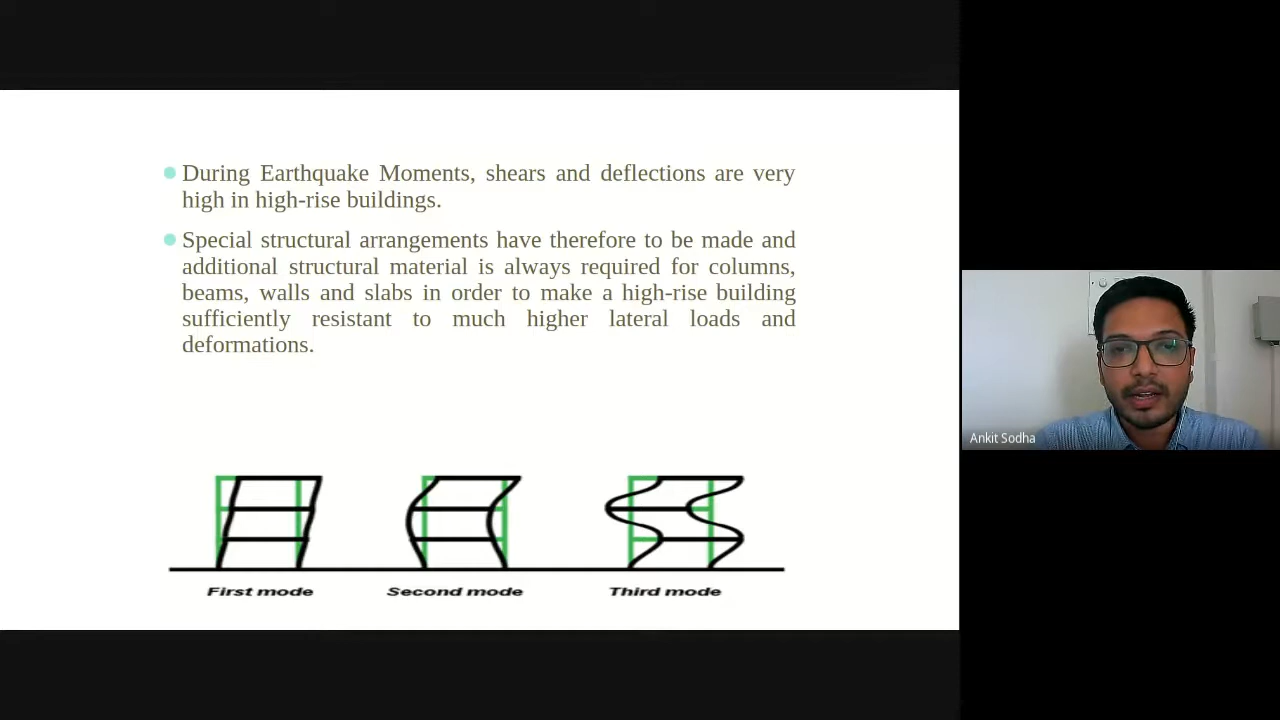 During Earthquake Moments, shears and deflections are very
high in high-rise buildings.
Special structural arrangements have therefore to be made and
additional structural material is always required for columns,
beams, walls and slabs in order to make a high-rise building
sufficiently resistant to much higher lateral loads and
deformations.
First mode
Second mode
Third mode
Ankit Sodha